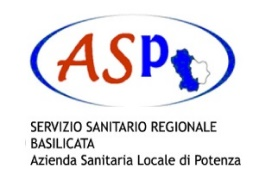 ASP
SERVIZIO SANITARIO REGIONALE
BASILICATA
Azienda Sanitaria Locale di Potenza